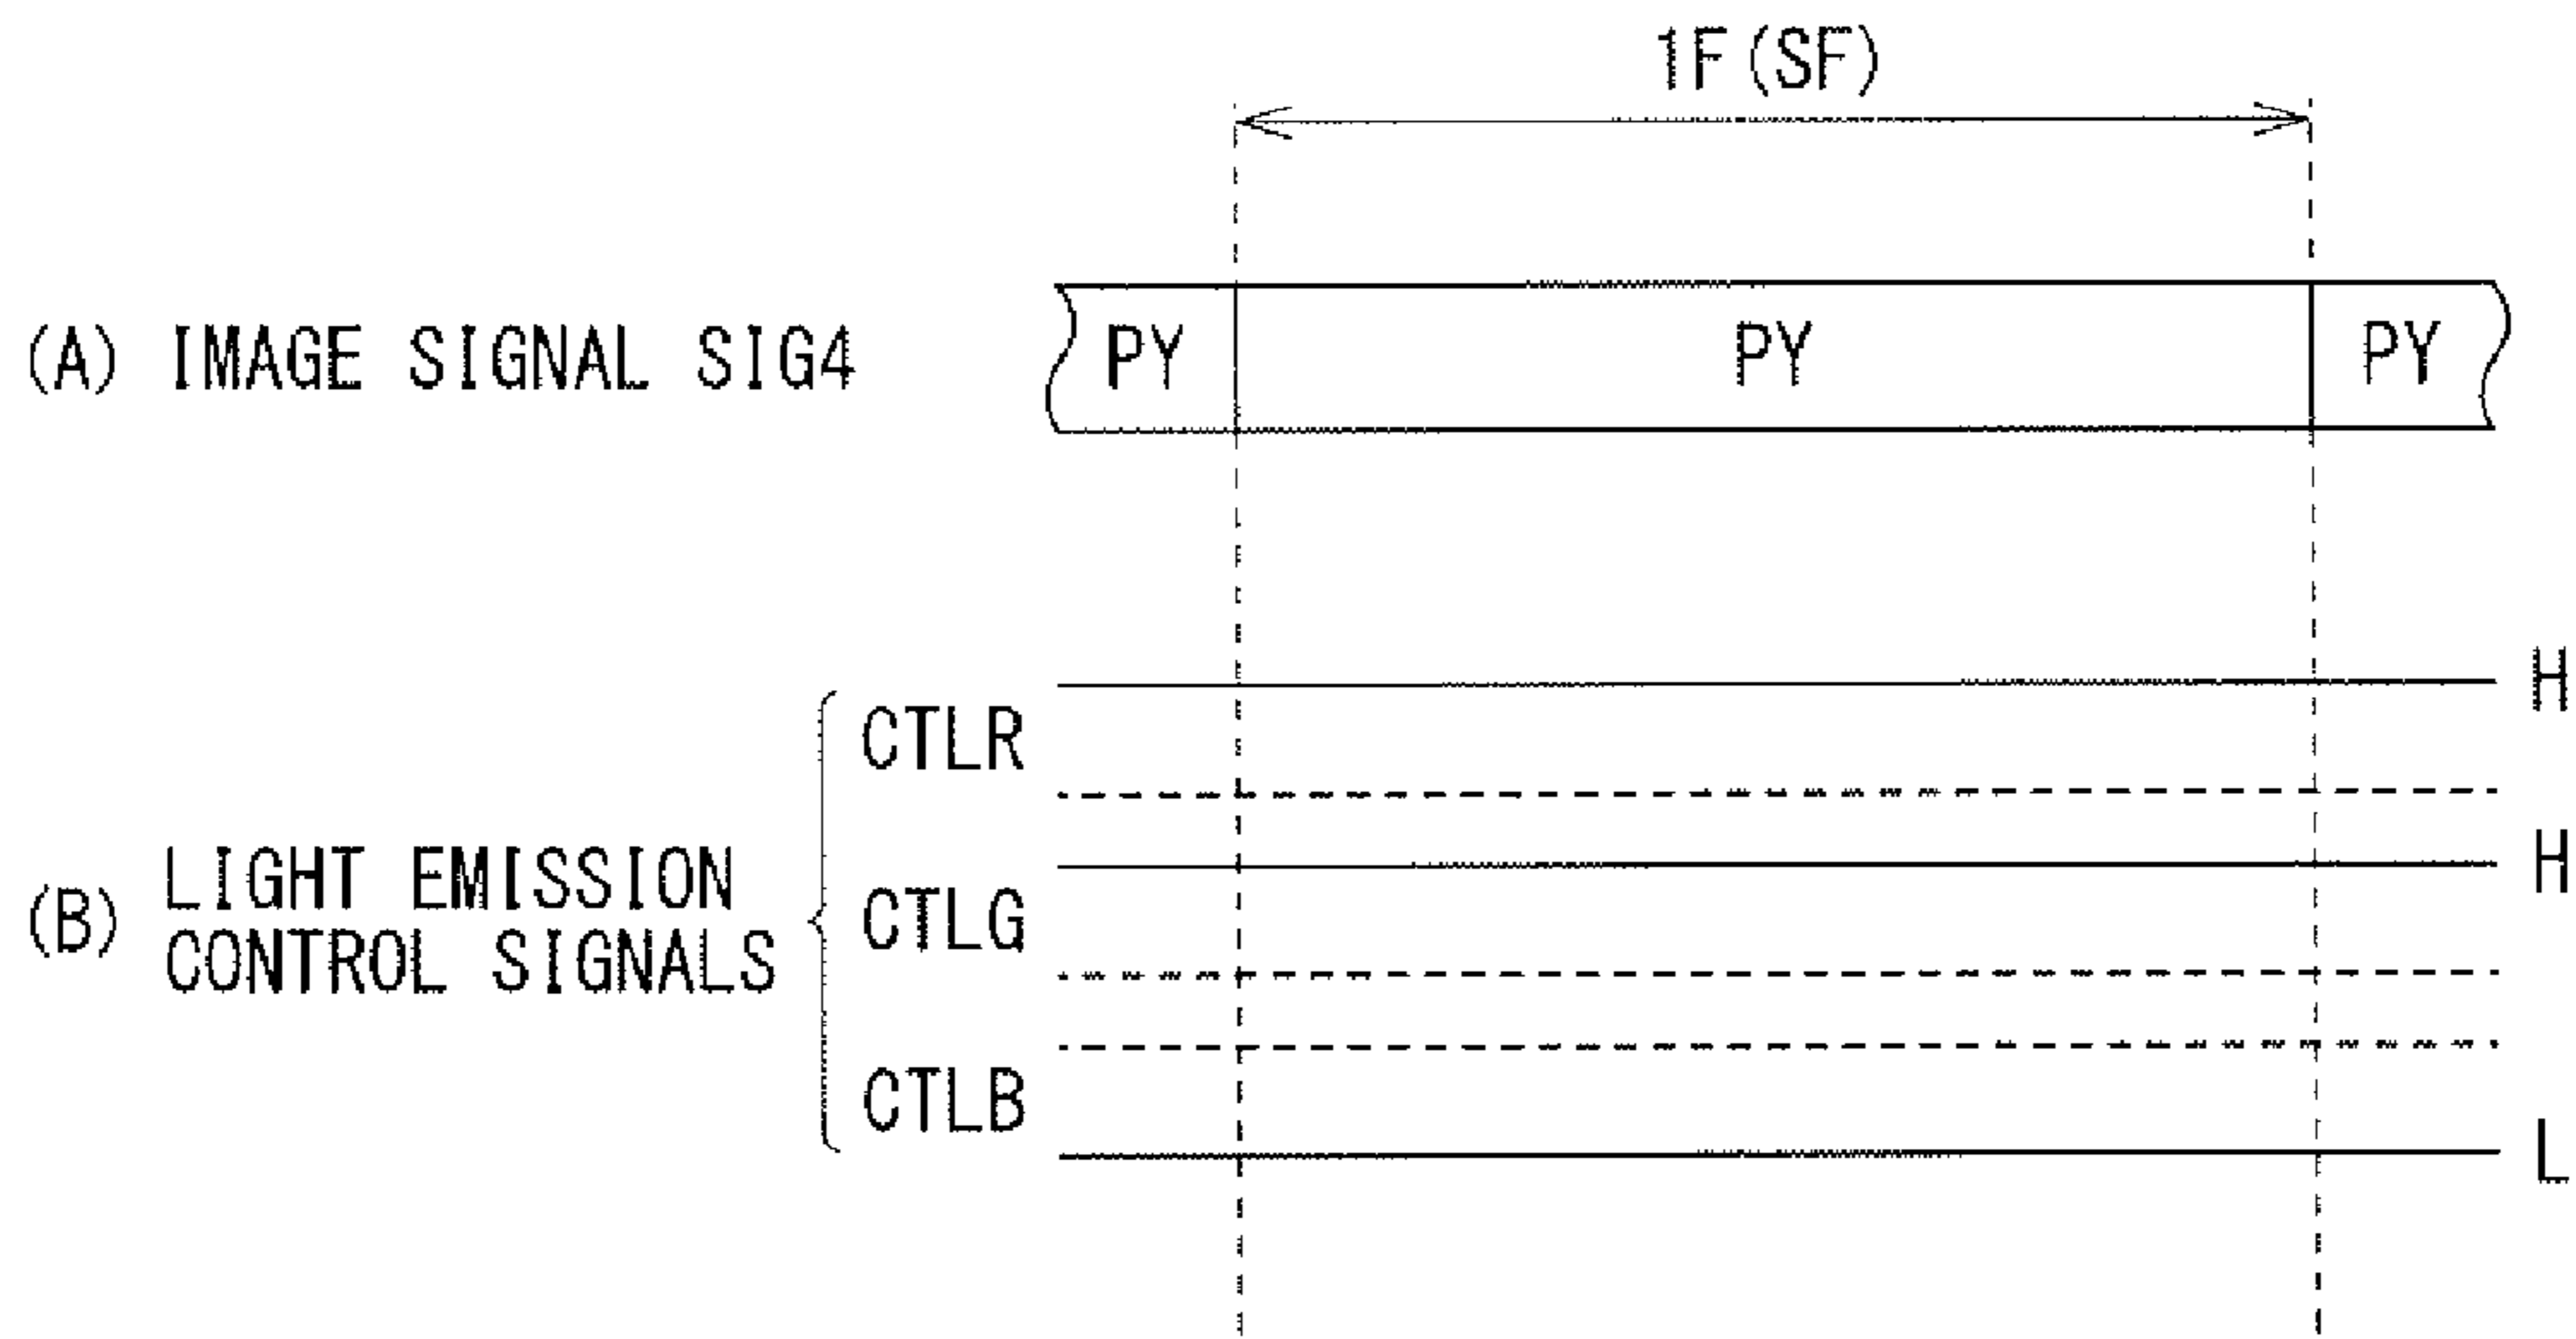 1F(SF)
(A) IMAGE SIGNAL SIG4
PY
PY
PY
H
CTLR
H
(B) LIGHT EMISSION
CONTROL SIGNALS
CTLG
CTLB
L